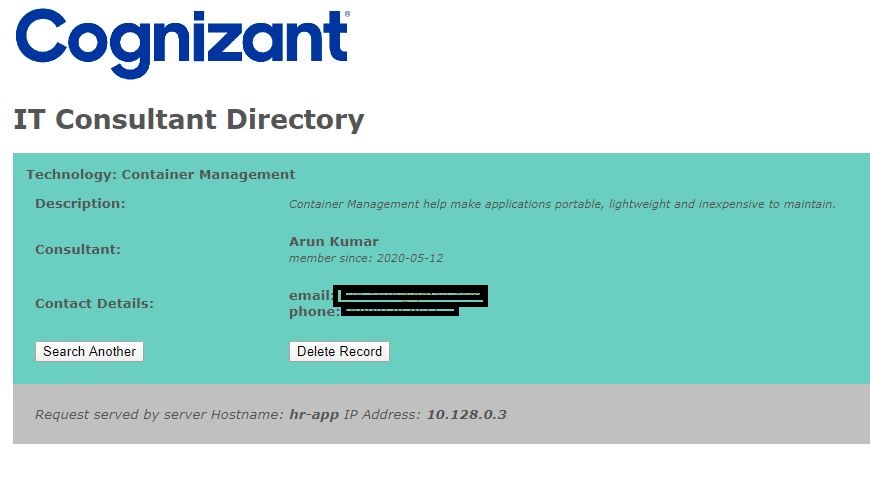 Cognizant®
IT Consultant Directory
Technology: Container Management
Description: Container Management help make applications portable, lightweight and inexpensive to maintain.
Consultant: Arun Kumar
member since: 2020-05-12
Contact Details: email:
phone:
Search Another Delete Record
Request served by server Hostname: hr-app IP Address: 10.128.0.3